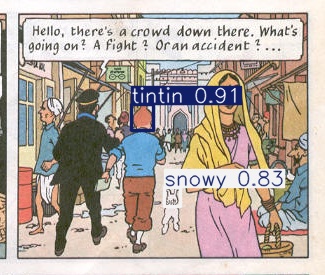 Hello, there's a crowd down there. What's
going on? A fight? Or an accident?...
tintin 0.91
snowy 0.83